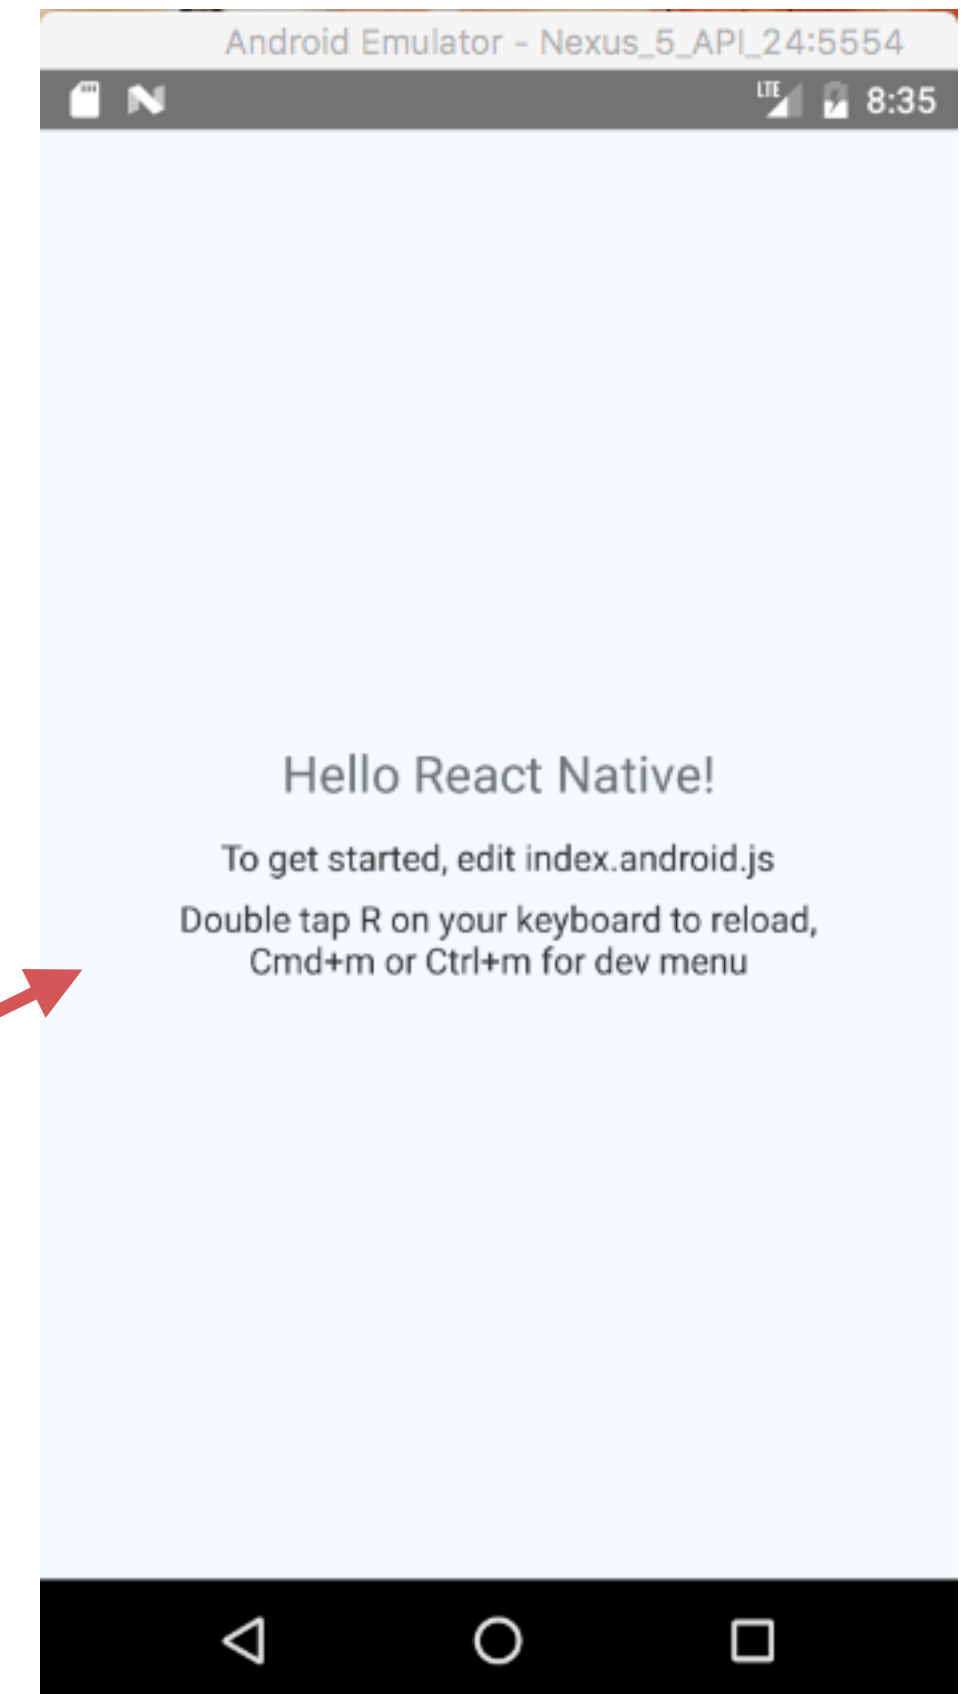 Android Emulator - Nexus_5_API_24:5554
LTE 8:35
Hello React Native!
To get started, edit index.android.js
Double tap R on your keyboard to reload,
Cmd+m or Ctrl+m for dev menu